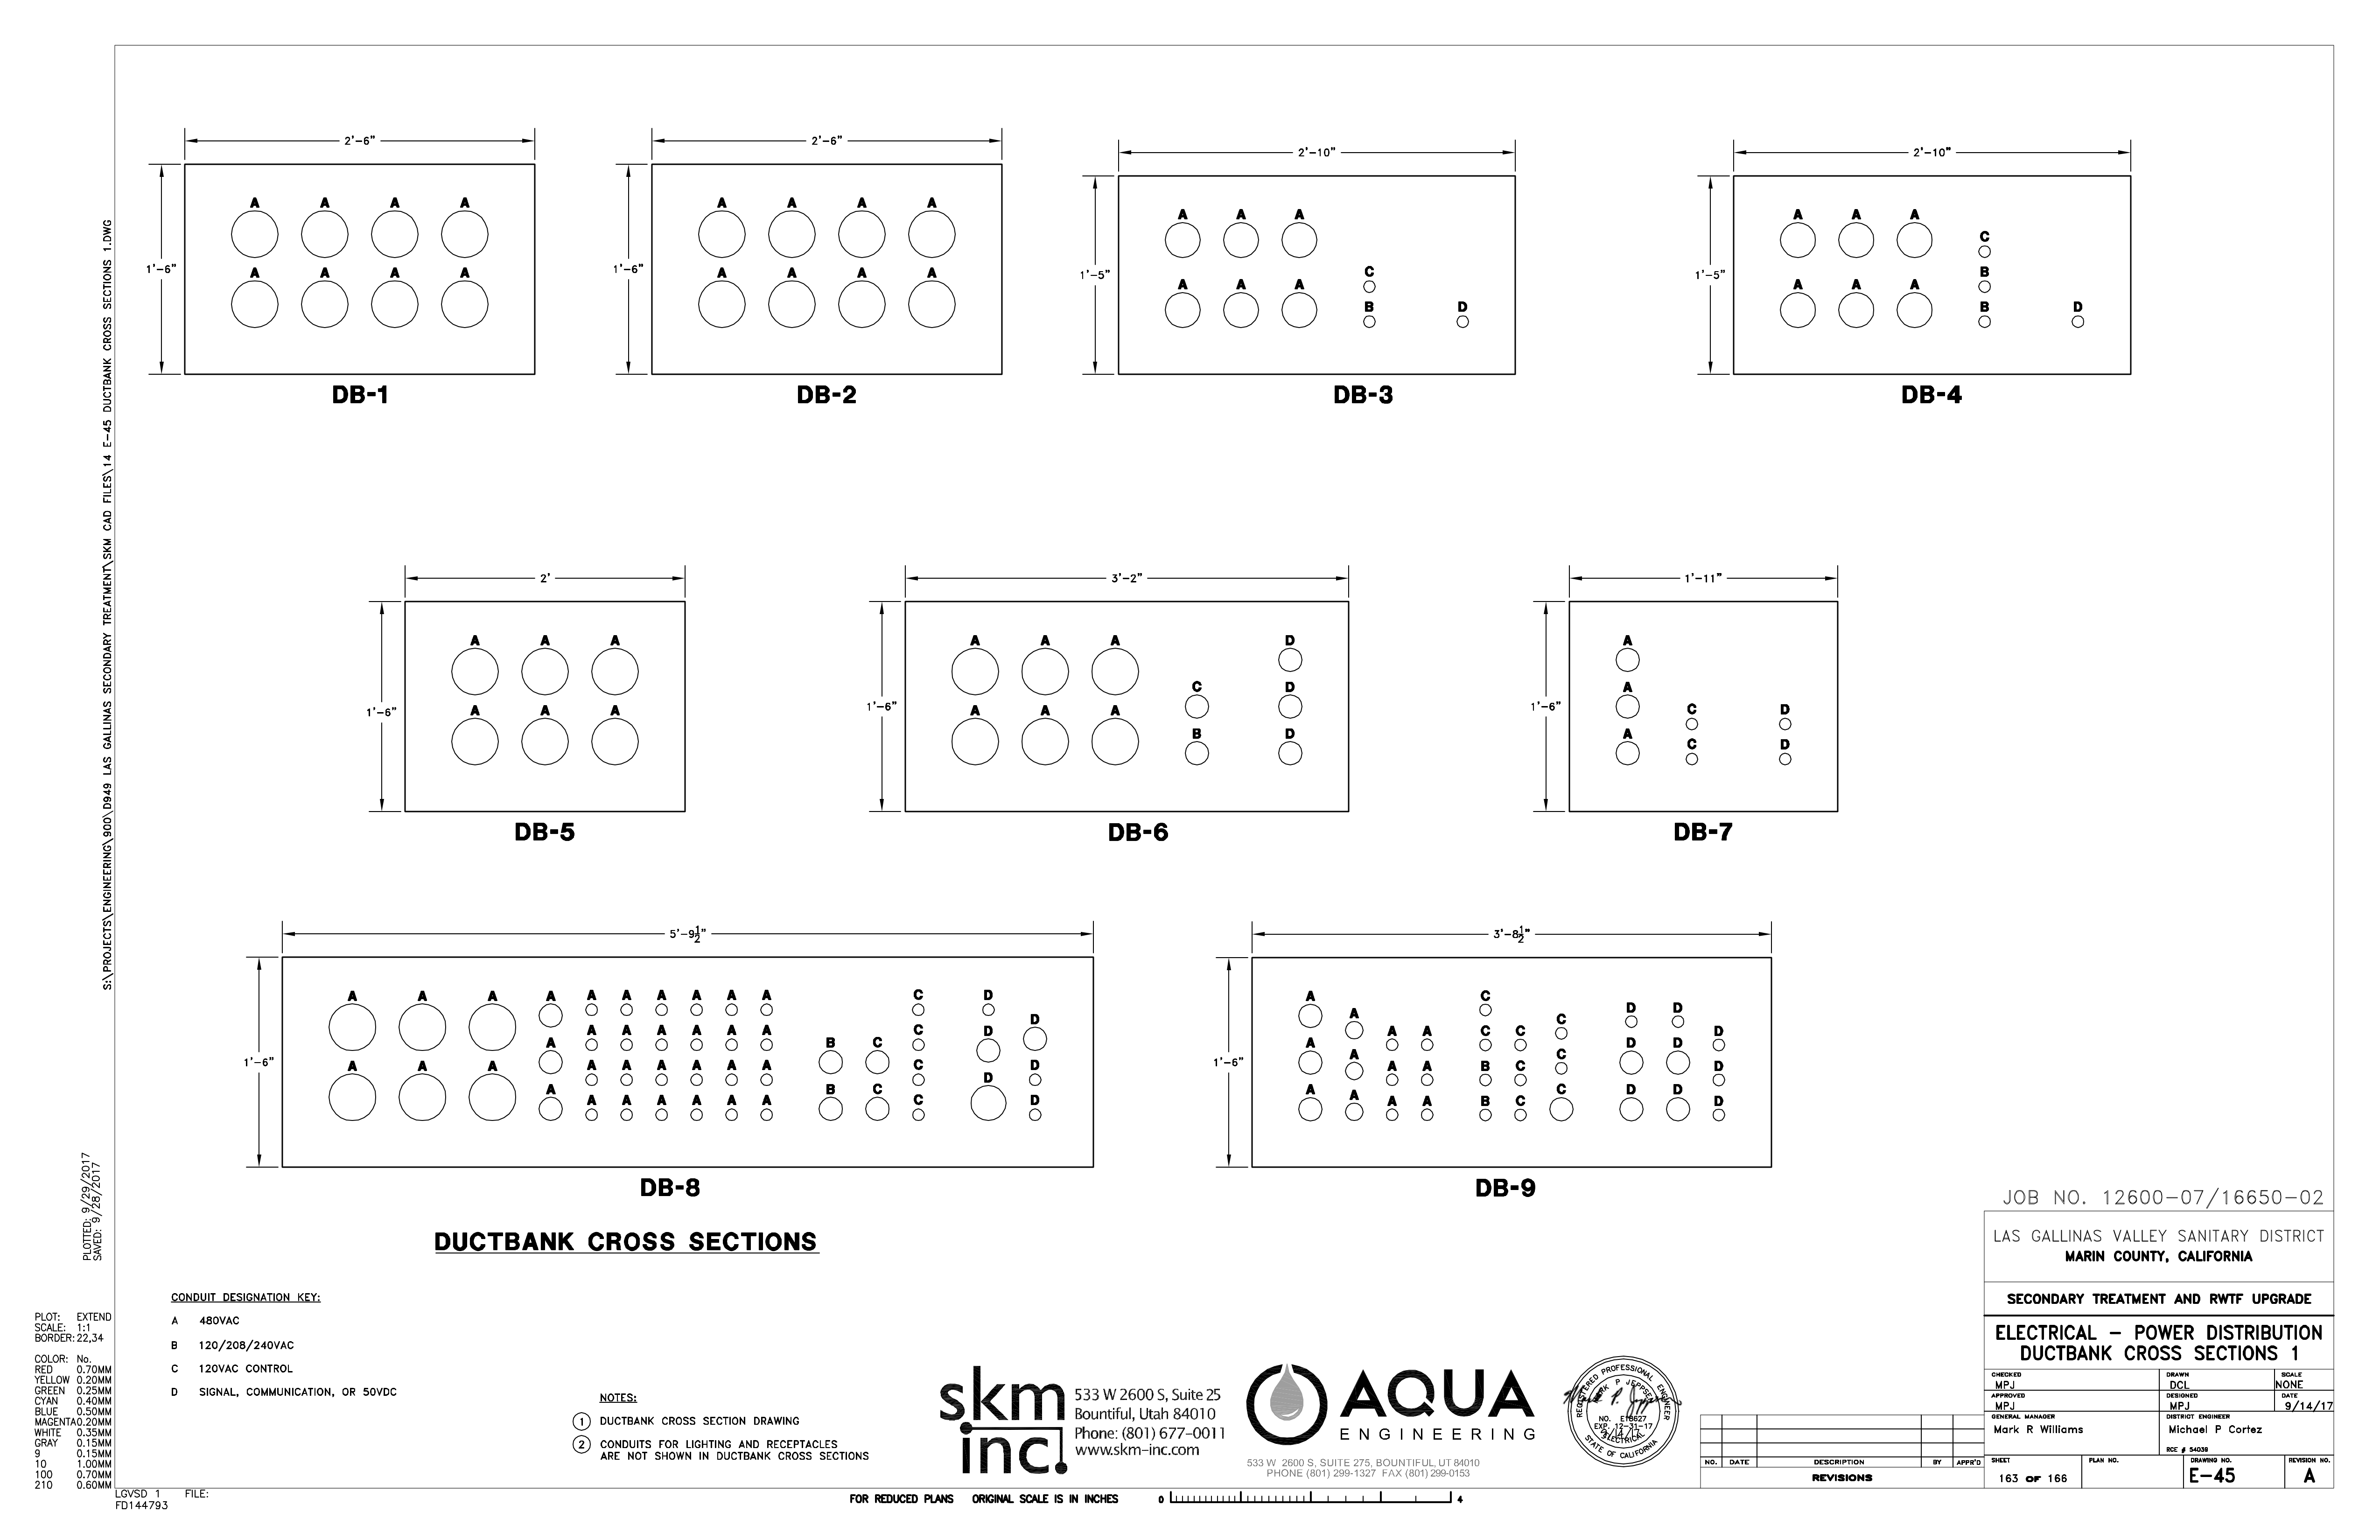 2'-6"
2'-6"
2'-10"
2'-10"
1'-6"
A A A A
A A A A
DB-1
1'-6"
A A A A
A A A A
DB-2
1'-5"
A A A
A A A
C
B
D
DB-3
1'-5"
A A A
A A A
C
B
B
D
DB-4
2'
1'-6"
A A A
A A A
DB-5
3'-2"
1'-6"
A A A
A A A
C
B
D
D
D
DB-6
1'-11"
1'-6"
A
A
A
C
C
D
D
DB-7
5'-9½"
1'-6"
A A A A A A A A A A C D
D
A A A A A A C D
A B C
A A A A A A A A A C D
D
A B C
A A A A A A C D
DB-8
3'-8½"
1'-6"
A C
A D D
C
A A C C D
A A D D
C
A A A B C D
A A A B C C D D D
DB-9
DUCTBANK CROSS SECTIONS
CONDUIT DESIGNATION KEY:
A 480VAC
B 120/208/240VAC
C 120VAC CONTROL
D SIGNAL, COMMUNICATION, OR 50VDC
NOTES:
1 DUCTBANK CROSS SECTION DRAWING
2 CONDUITS FOR LIGHTING AND RECEPTACLES
ARE NOT SHOWN IN DUCTBANK CROSS SECTIONS
skm
inc.
533 W 2600 S, Suite 25
Bountiful, Utah 84010
Phone: (801) 677-0011
www.skm-inc.com
AQUA
ENGINEERING
533 W 2600 S, SUITE 275, BOUNTIFUL, UT 84010
PHONE (801) 299-1327 FAX (801) 299-0153
REGISTERED PROFESSIONAL ENGINEER
MARK P JEPPSEN
NO. E18627
EXP. 12-31-17
ELECTRICAL
STATE OF CALIFORNIA
NO. DATE DESCRIPTION BY APPR'D
REVISIONS
JOB NO. 12600-07/16650-02
LAS GALLINAS VALLEY SANITARY DISTRICT
MARIN COUNTY, CALIFORNIA
SECONDARY TREATMENT AND RWTF UPGRADE
ELECTRICAL - POWER DISTRIBUTION
DUCTBANK CROSS SECTIONS 1
CHECKED
MPJ
DRAWN
DCL
SCALE
NONE
APPROVED
MPJ
DESIGNED
MPJ
DATE
9/14/17
GENERAL MANAGER
Mark R Williams
DISTRICT ENGINEER
Michael P Cortez
RCE # 54038
SHEET
163 OF 166
PLAN NO.
DRAWING NO.
E-45
REVISION NO.
A
FOR REDUCED PLANS ORIGINAL SCALE IS IN INCHES 0 4
S:\PROJECTS\ENGINEERING\900\D949 LAS GALLINAS SECONDARY TREATMENT\SKM CAD FILES\14 E-45 DUCTBANK CROSS SECTIONS 1.DWG
PLOTTED: 9/29/2017
SAVED: 9/28/2017
PLOT: EXTEND
SCALE: 1:1
BORDER: 22,34
COLOR: No.
RED 0.70MM
YELLOW 0.20MM
GREEN 0.25MM
CYAN 0.40MM
BLUE 0.50MM
MAGENTA 0.20MM
WHITE 0.35MM
GRAY 0.15MM
9 0.15MM
10 1.00MM
100 0.70MM
210 0.60MM
LGVSD 1 FILE:
FD144793